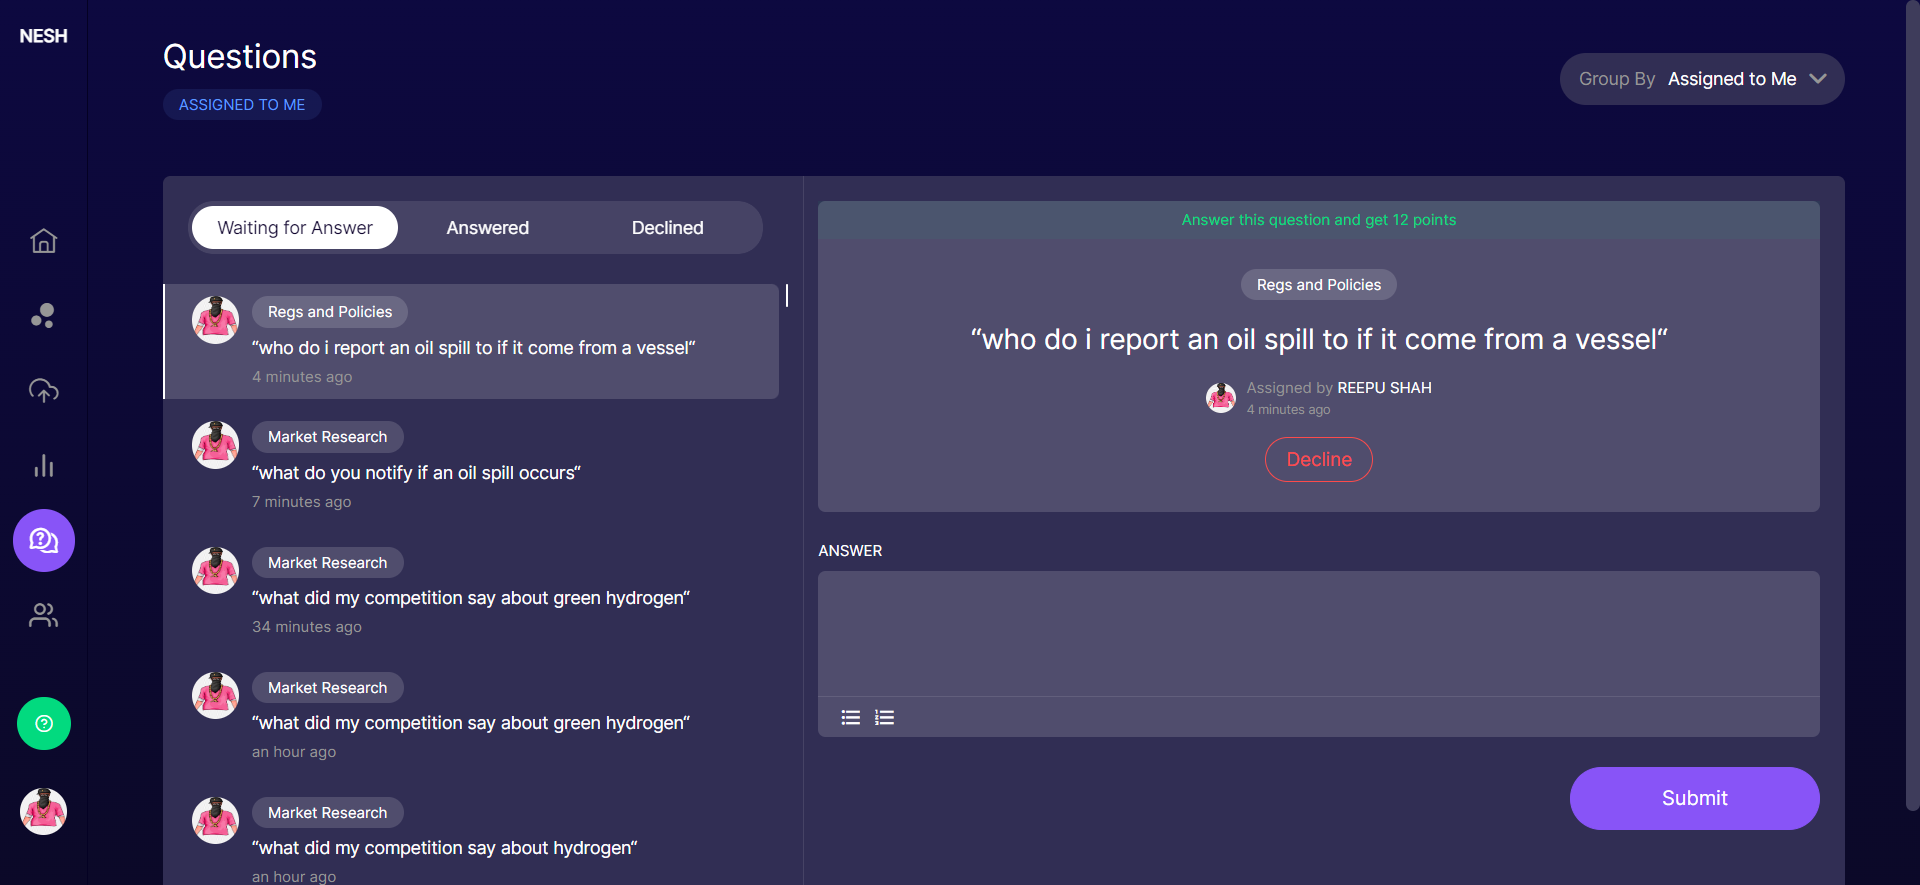 NESH
Questions
ASSIGNED TO ME
Group By Assigned to Me
Waiting for Answer Answered Declined
Regs and Policies
“who do i report an oil spill to if it come from a vessel“
4 minutes ago
Market Research
“what do you notify if an oil spill occurs“
7 minutes ago
Market Research
“what did my competition say about green hydrogen“
34 minutes ago
Market Research
“what did my competition say about green hydrogen“
an hour ago
Market Research
“what did my competition say about hydrogen“
an hour ago
Answer this question and get 12 points
Regs and Policies
“who do i report an oil spill to if it come from a vessel“
Assigned by REEPU SHAH
4 minutes ago
Decline
ANSWER
Submit